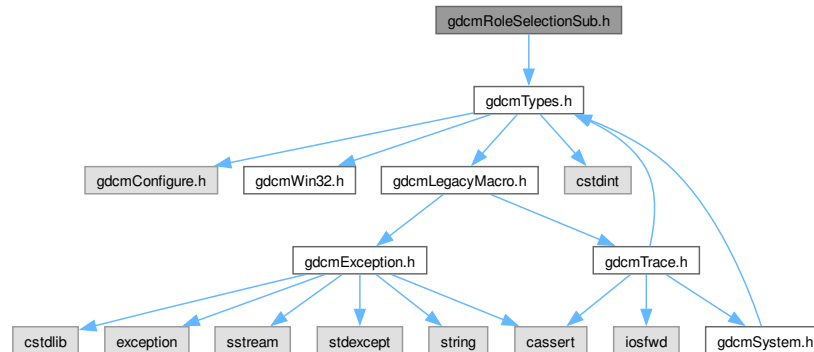 gdcmRoleSelectionSub.h
gdcmTypes.h
gdcmConfigure.h
gdcmWin32.h
gdcmLegacyMacro.h
cstdint
gdcmException.h
gdcmTrace.h
cstdlib
exception
sstream
stdexcept
string
cassert
iosfwd
gdcmSystem.h